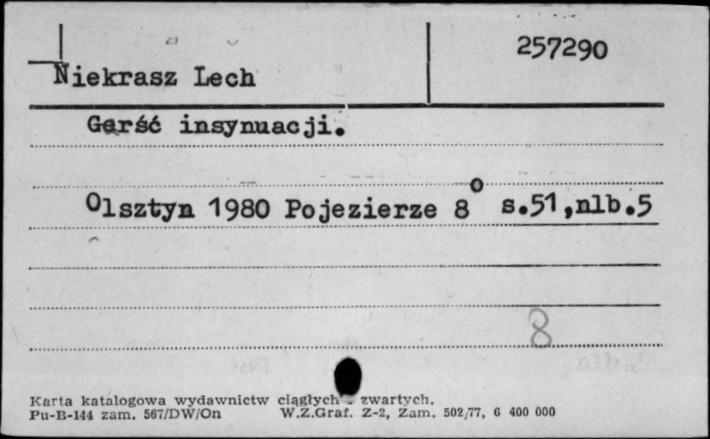 257290
Niekrasz Lech
Garść insynuacji.
Olsztyn 1980 Pojezierze 8° s.51,nlb.5
8
Karta katalogowa wydawnictw ciągłych - zwartych.
Pu-B-144 zam. 567/DW/On W.Z.Graf. Z-2, Zam. 502/77, 6 400 000